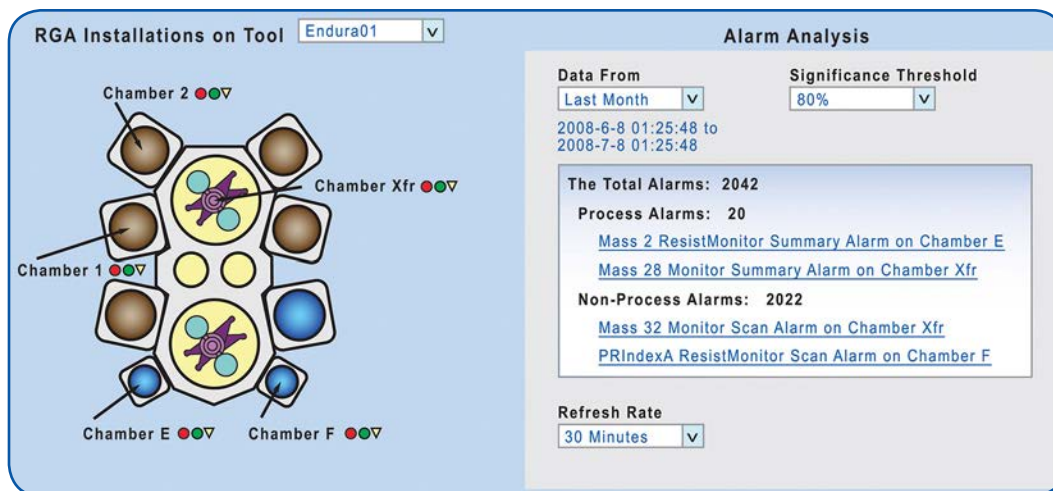 RGA Installations on Tool Endura01
Chamber 2
Chamber Xfr
Chamber 1
Chamber E
Chamber F
Alarm Analysis
Data From
Last Month
Significance Threshold
80%
2008-6-8 01:25:48 to
2008-7-8 01:25:48
The Total Alarms: 2042
Process Alarms: 20
Mass 2 ResistMonitor Summary Alarm on Chamber E
Mass 28 Monitor Summary Alarm on Chamber Xfr
Non-Process Alarms: 2022
Mass 32 Monitor Scan Alarm on Chamber Xfr
PRIndexA ResistMonitor Scan Alarm on Chamber F
Refresh Rate
30 Minutes